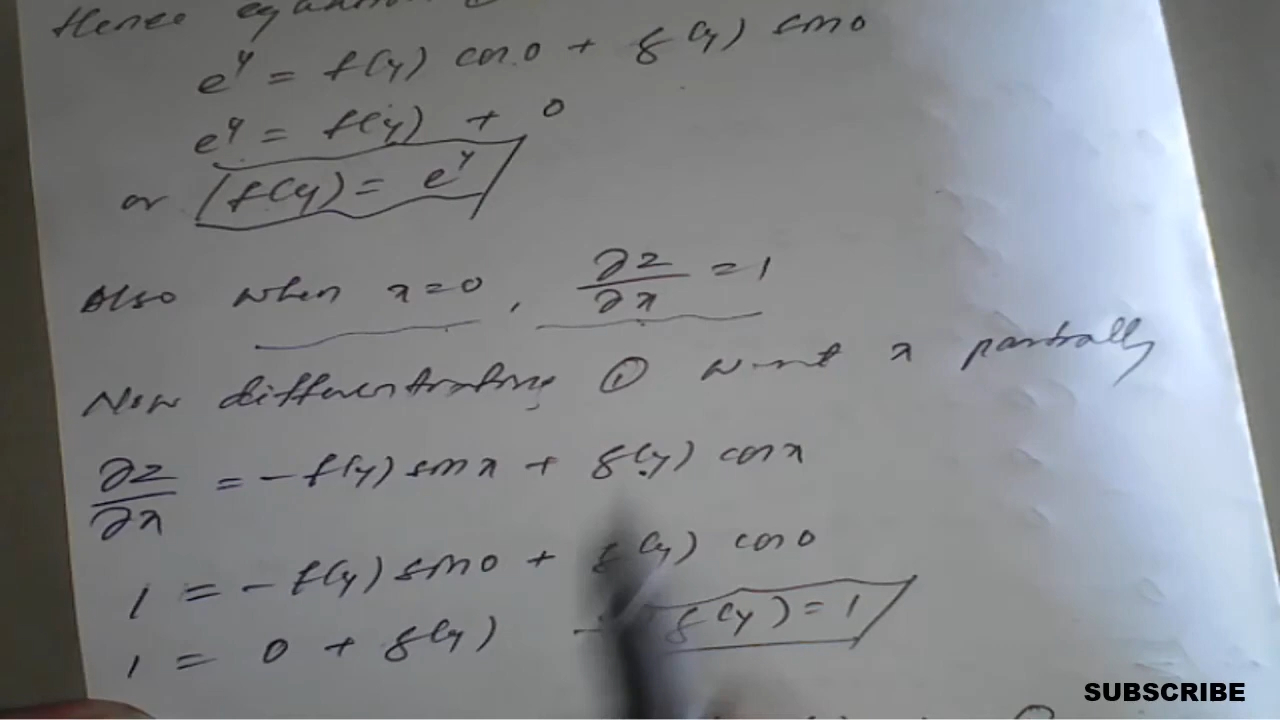 Hence equation
e^y = f(y) cos 0 + g(y) sin 0
e^y = f(y) + 0
or f(y) = e^y
Also when x=0, ∂z/∂x = 1
Now differentiating ① w.r.t x partially
∂z/∂x = -f(y) sin x + g(y) cos x
1 = -f(y) sin 0 + g(y) cos 0
1 = 0 + g(y) g(y) = 1
SUBSCRIBE